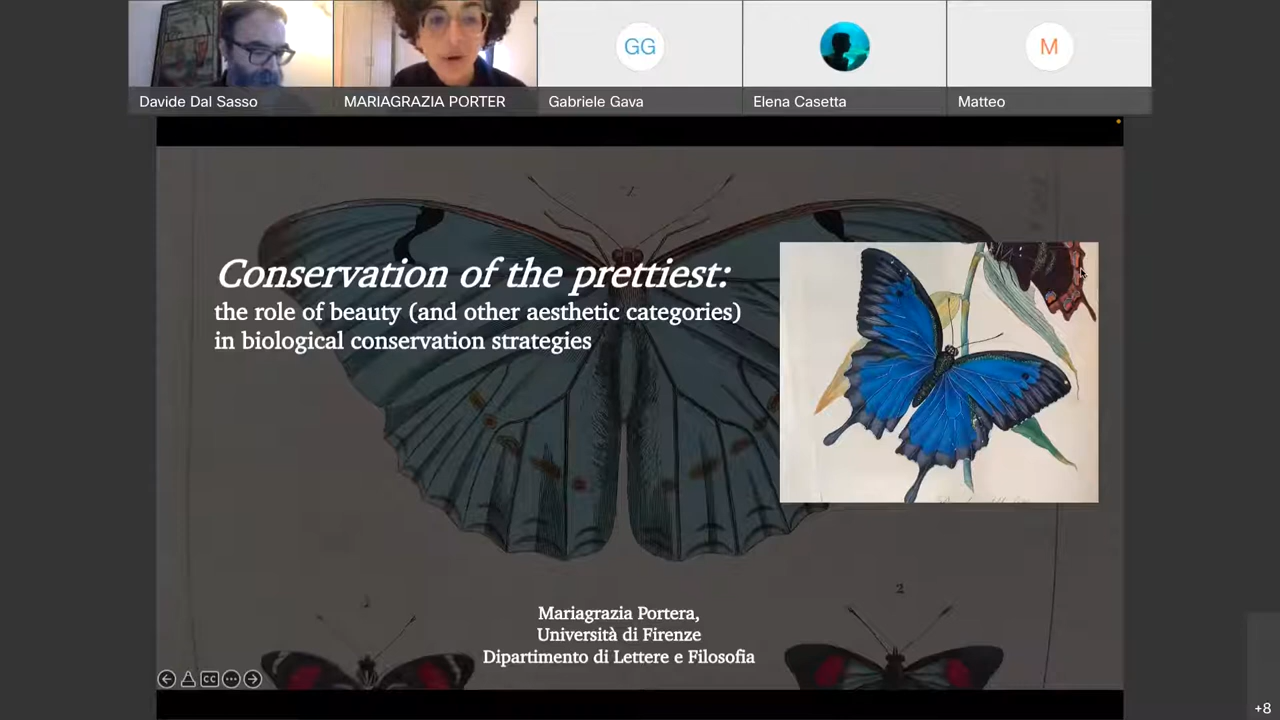 GG
M
Davide Dal Sasso
MARIAGRAZIA PORTER
Gabriele Gava
Elena Casetta
Matteo
Conservation of the prettiest:
the role of beauty (and other aesthetic categories)
in biological conservation strategies
2
Mariagrazia Portera,
Università di Firenze
Dipartimento di Lettere e Filosofia
CC
+8